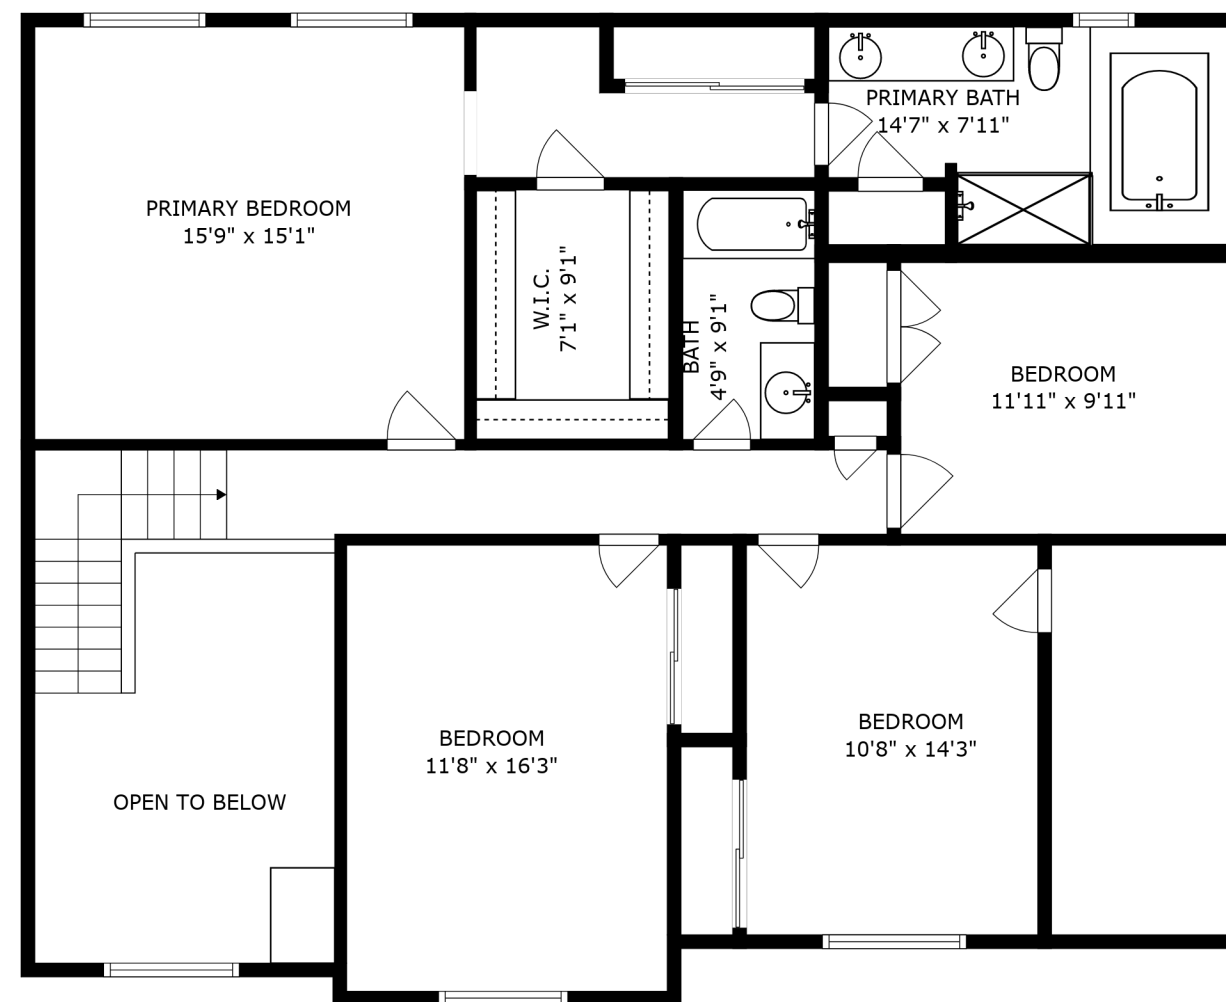 PRIMARY BATH
14'7" x 7'11"
PRIMARY BEDROOM
15'9" x 15'1"
W.I.C.
7'1" x 9'1"
BATH
4'9" x 9'1"
BEDROOM
11'11" x 9'11"
BEDROOM
11'8" x 16'3"
BEDROOM
10'8" x 14'3"
OPEN TO BELOW